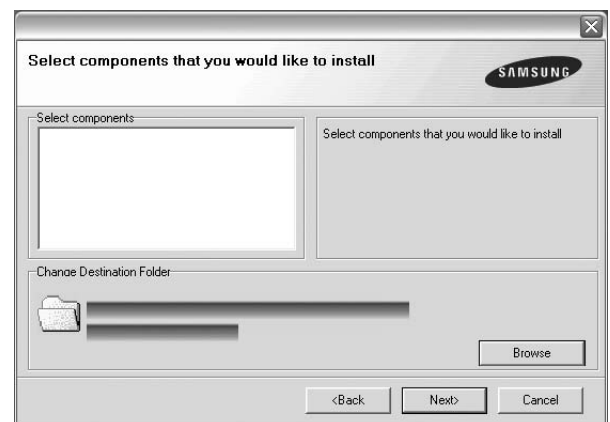 Select components that you would like to install
SAMSUNG
Select components
Select components that you would like to install
Change Destination Folder
Browse
<Back
Next>
Cancel